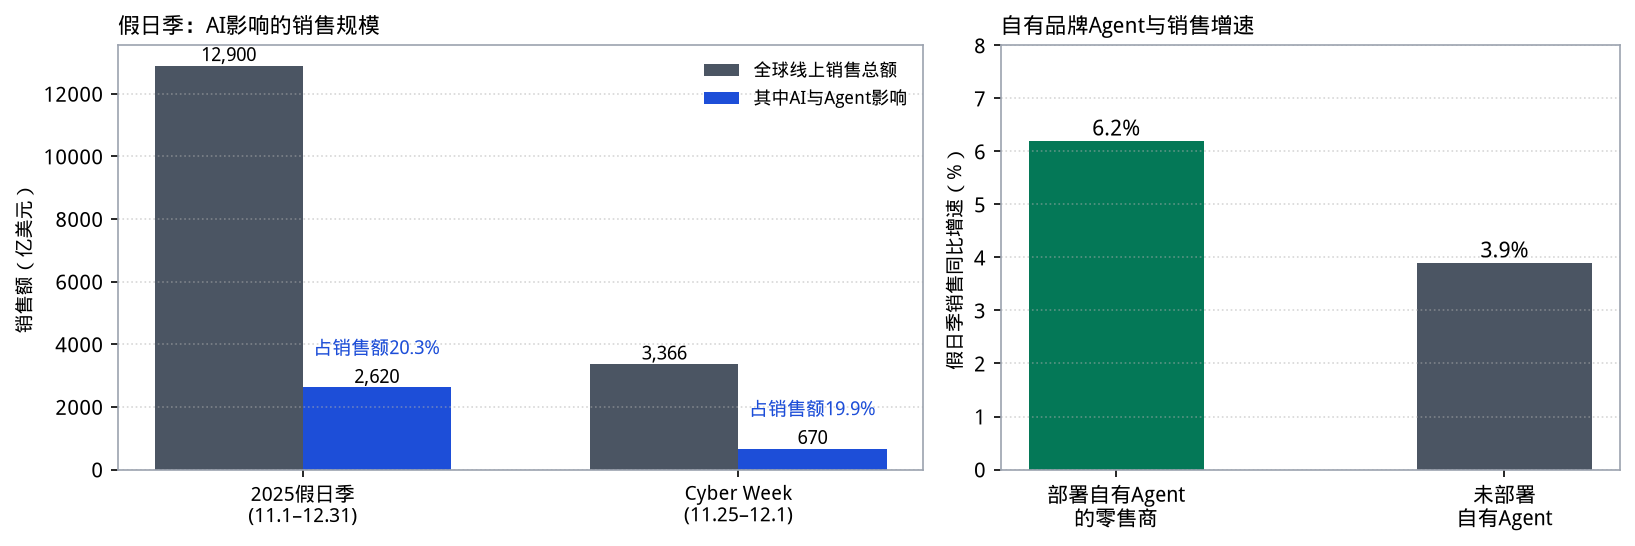 假日季：AI影响的销售规模
销售额（亿美元）
12000
10000
8000
6000
4000
2000
0
12,900
占销售额20.3%
2,620
3,366
占销售额19.9%
670
全球线上销售总额
其中AI与Agent影响
2025假日季
(11.1–12.31)
Cyber Week
(11.25–12.1)
自有品牌Agent与销售增速
假日季销售同比增速（%）
8
7
6
5
4
3
2
1
0
6.2%
3.9%
部署自有Agent
的零售商
未部署
自有Agent